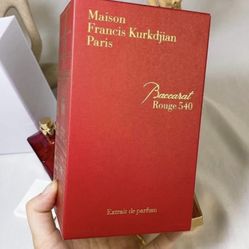 Maison
Francis Kurkdjian
Paris
Baccarat
Rouge 540
Extrait de parfum